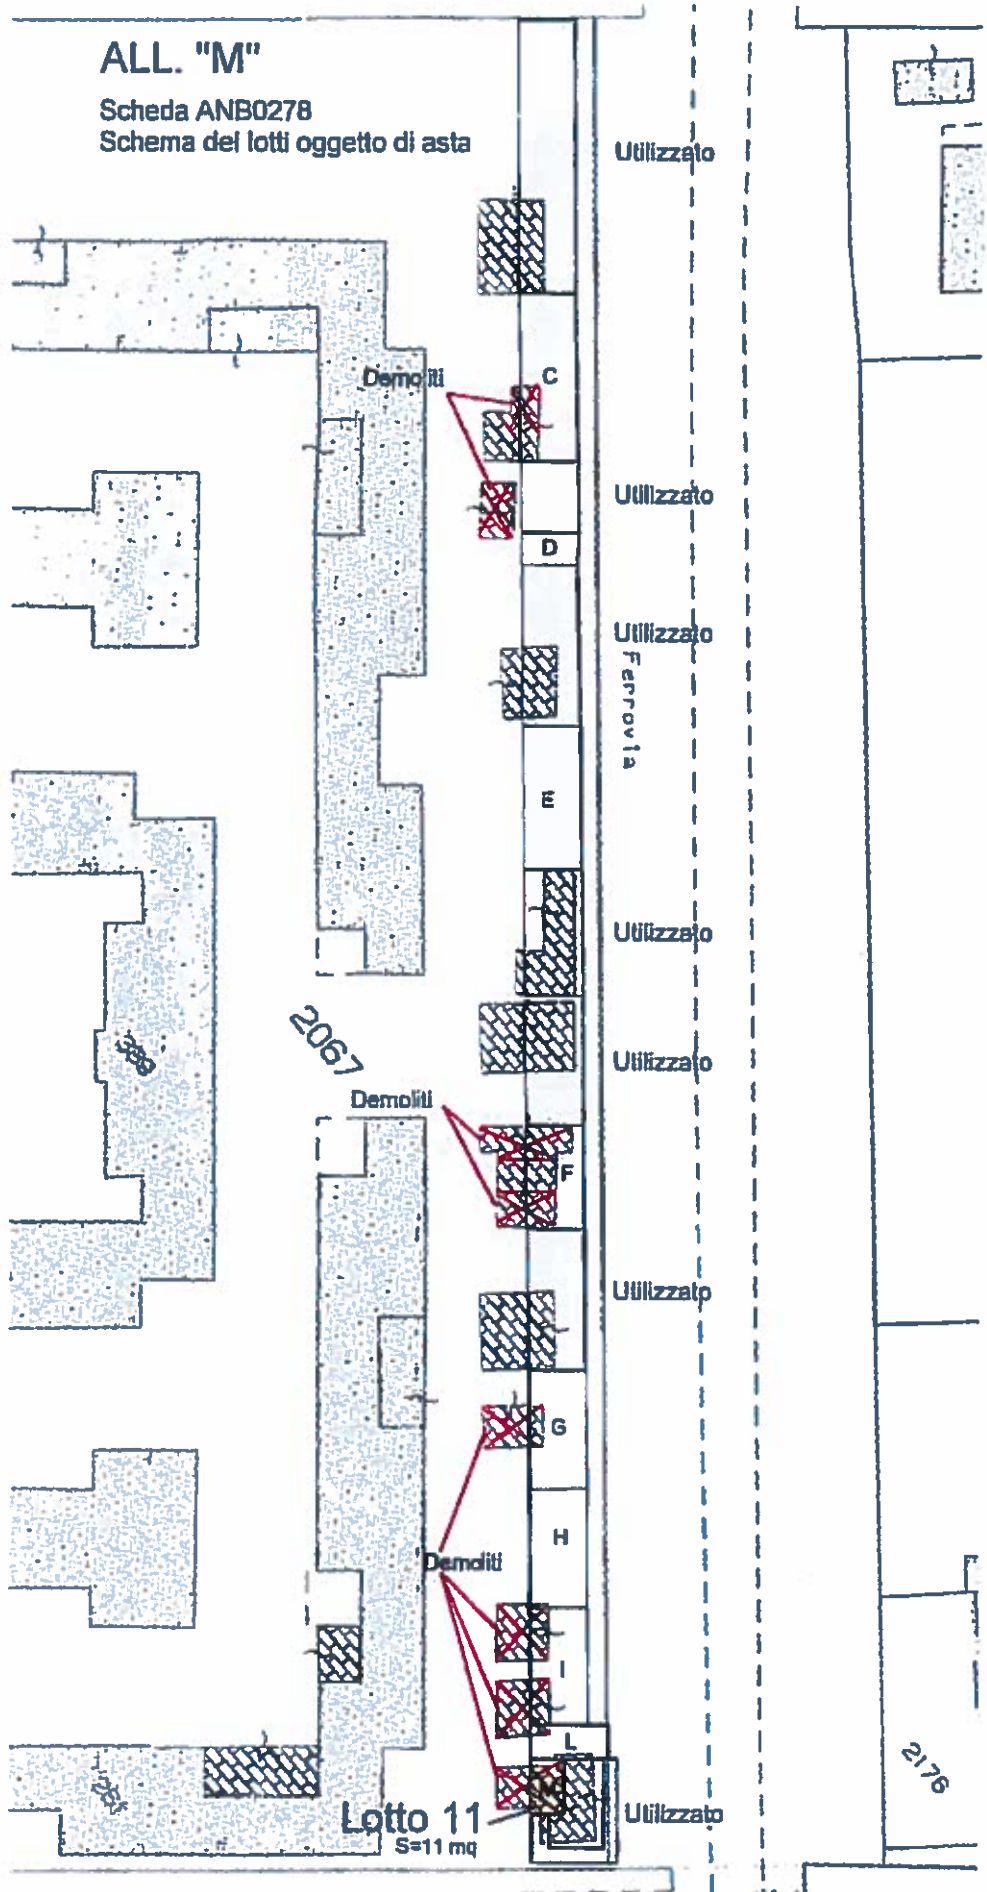 ALL. "M"
Scheda ANB0278
Schema dei lotti oggetto di asta
Utilizzato
Demoliti
C
Utilizzato
D
Utilizzato
Ferrovia
E
Utilizzato
2067
389
Utilizzato
Demoliti
F
Utilizzato
G
H
Demoliti
I
L
M
2176
Lotto 11
S=11 mq
Utilizzato